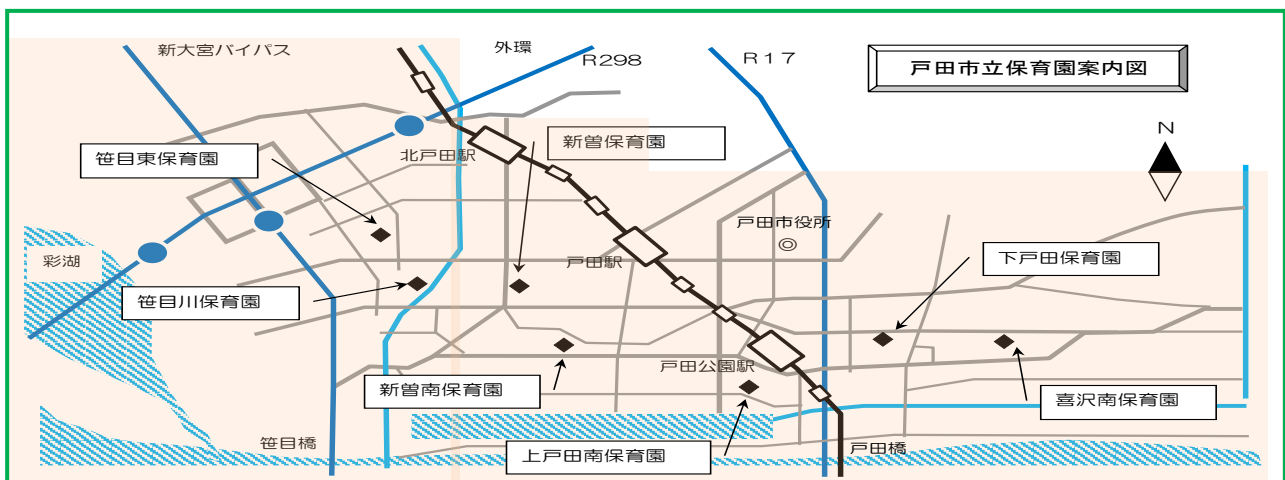 新大宮バイパス
外環
R298
R17
戸田市立保育園案内図
N
笹目東保育園
北戸田駅
新曽保育園
戸田市役所
彩湖
戸田駅
下戸田保育園
笹目川保育園
戸田公園駅
新曽南保育園
喜沢南保育園
笹目橋
上戸田南保育園
戸田橋